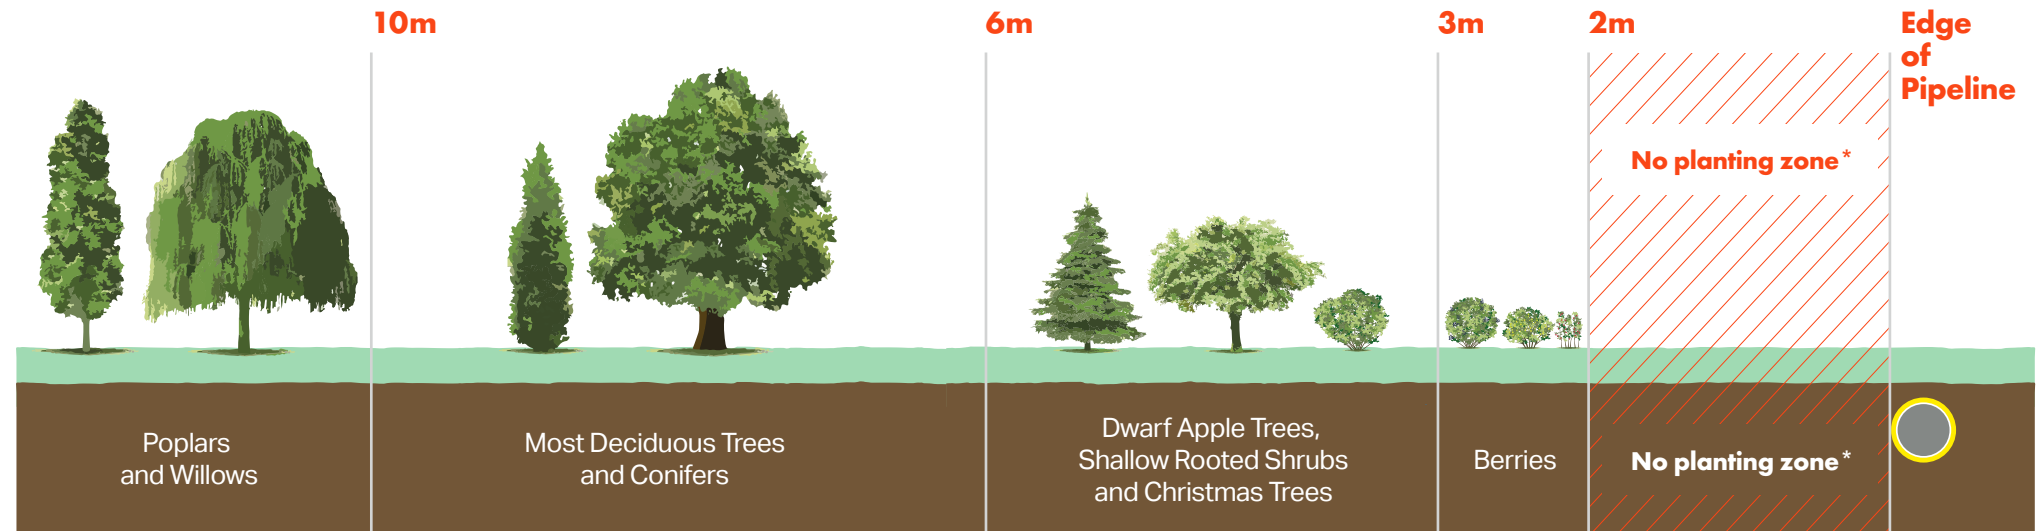 10m
6m
3m
2m
Edge
of
Pipeline
No planting zone*
Poplars
and Willows
Most Deciduous Trees
and Conifers
Dwarf Apple Trees,
Shallow Rooted Shrubs
and Christmas Trees
Berries
No planting zone*